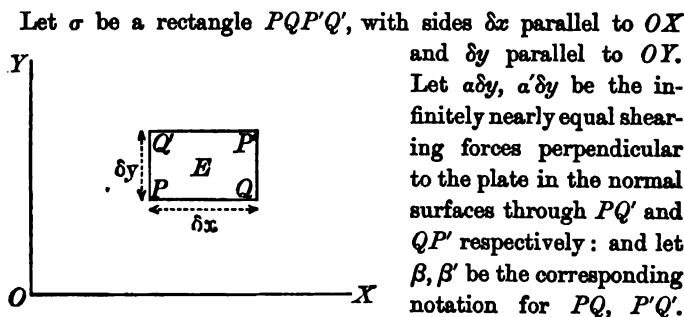 Let σ be a rectangle PQP′Q′, with sides δx parallel to OX
and δy parallel to OY.
Let αδy, α′δy be the in-
finitely nearly equal shear-
ing forces perpendicular
to the plate in the normal
surfaces through PQ′ and
QP′ respectively: and let
β, β′ be the corresponding
notation for PQ, P′Q′.
Y
Q′ P′
E
δy
P Q
δx
O X